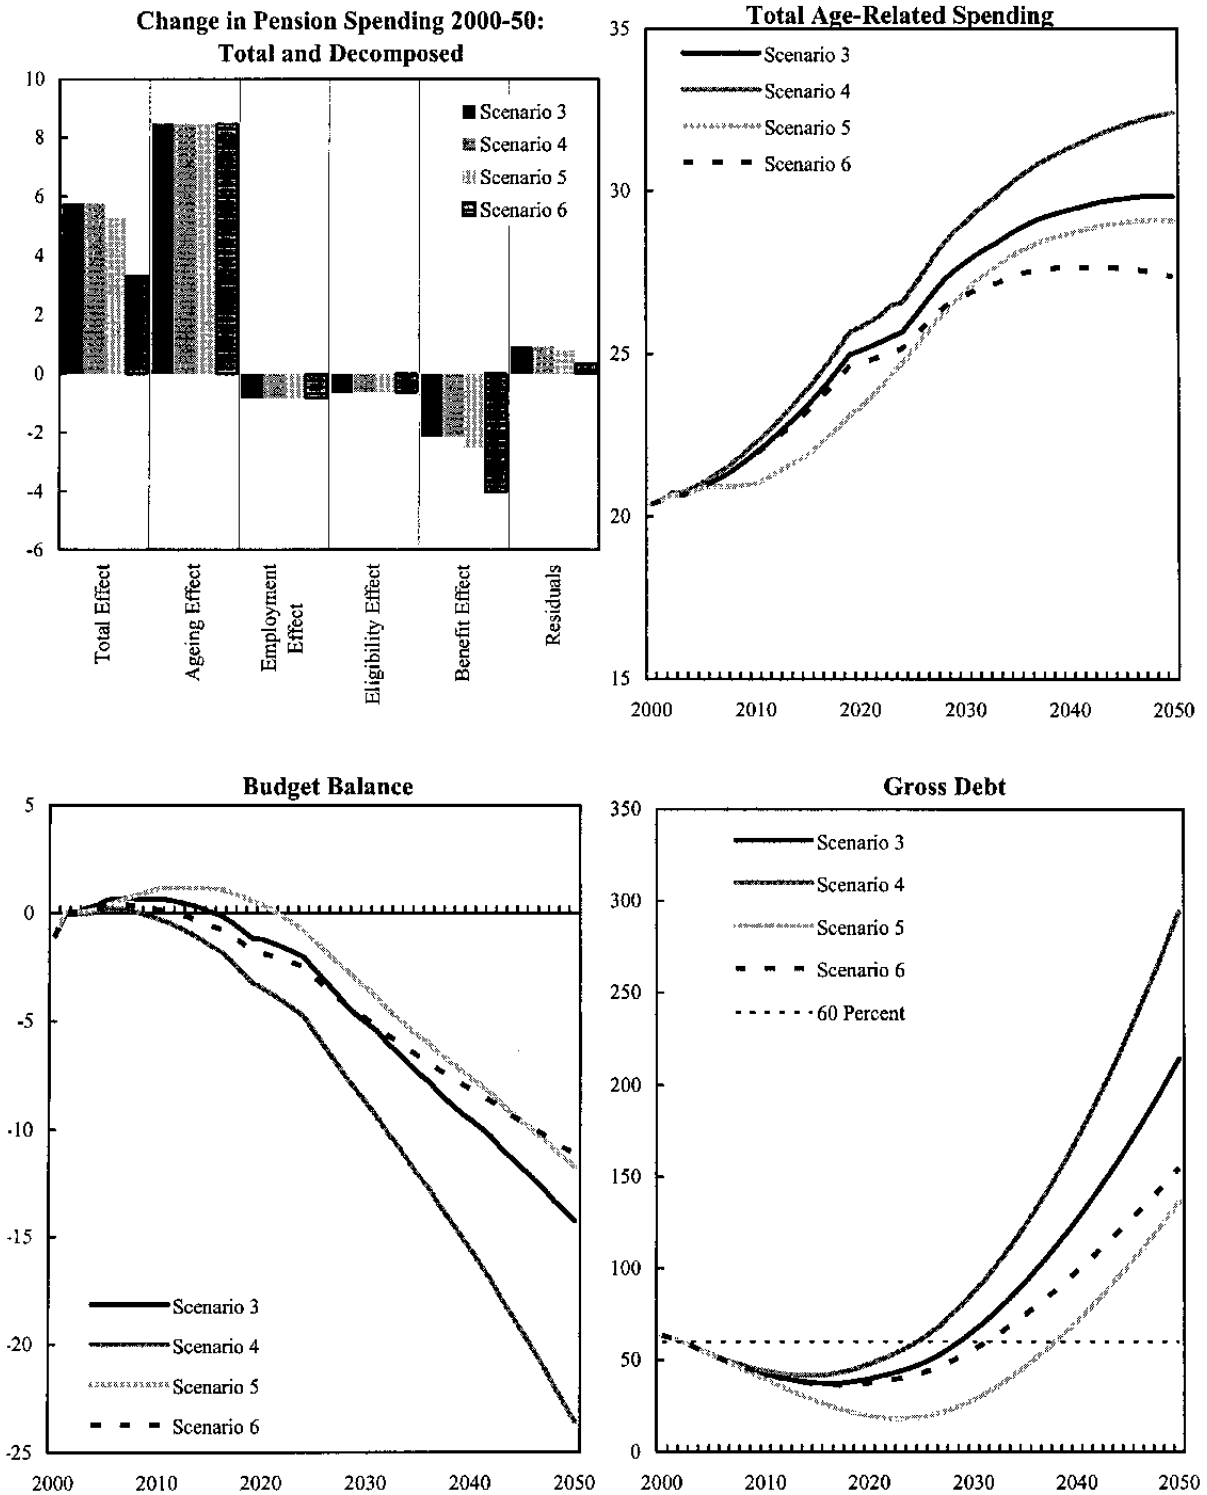 Change in Pension Spending 2000-50:
Total and Decomposed
10
8
6
4
2
0
-2
-4
-6
Scenario 3
Scenario 4
Scenario 5
Scenario 6
Total Effect
Ageing Effect
Employment
Effect
Eligibility Effect
Benefit Effect
Residuals
Total Age-Related Spending
35
30
25
20
15
Scenario 3
Scenario 4
Scenario 5
Scenario 6
2000 2010 2020 2030 2040 2050
Budget Balance
5
0
-5
-10
-15
-20
-25
Scenario 3
Scenario 4
Scenario 5
Scenario 6
2000 2010 2020 2030 2040 2050
Gross Debt
350
300
250
200
150
100
50
0
Scenario 3
Scenario 4
Scenario 5
Scenario 6
60 Percent
2000 2010 2020 2030 2040 2050